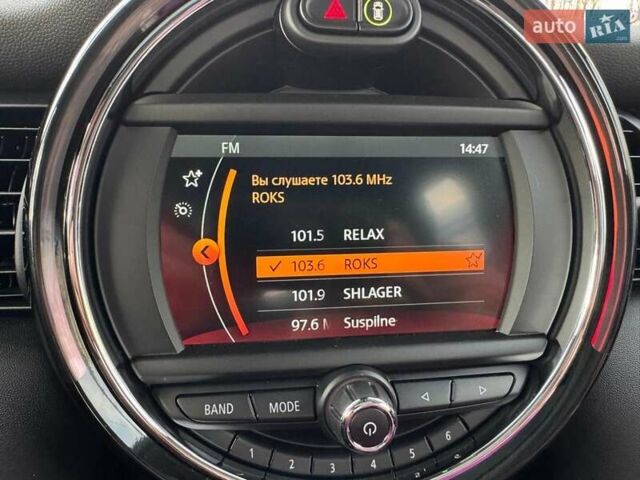 auto RIA
.com
FM 14:47
Вы слушаете 103.6 MHz
ROKS
101.5 RELAX
103.6 ROKS
101.9 SHLAGER
97.6 M Suspilne
BAND MODE
1 2 3 4 5 6